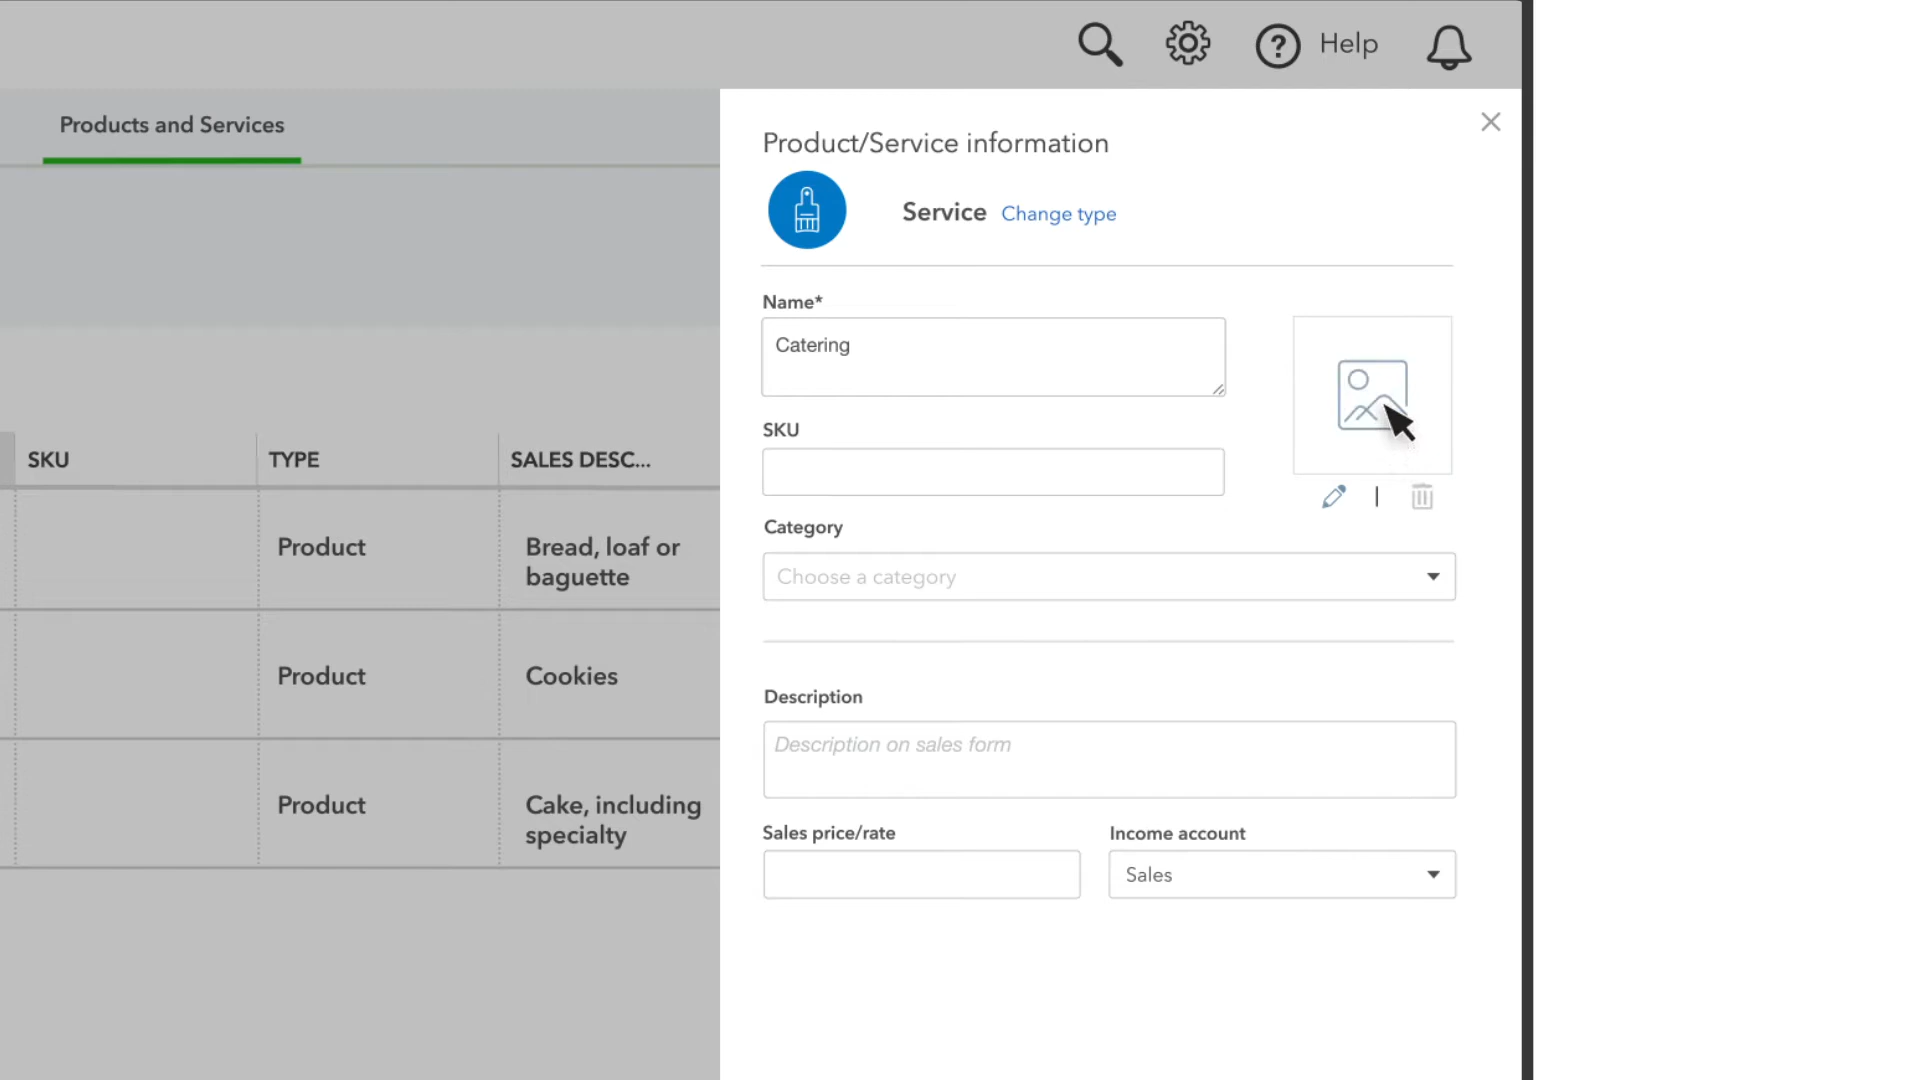 Help
Products and Services
SKU
TYPE
SALES DESC...
Product
Bread, loaf or
baguette
Product
Cookies
Product
Cake, including
specialty
Product/Service information
Service Change type
Name*
Catering
SKU
Category
Choose a category
Description
Description on sales form
Sales price/rate
Income account
Sales